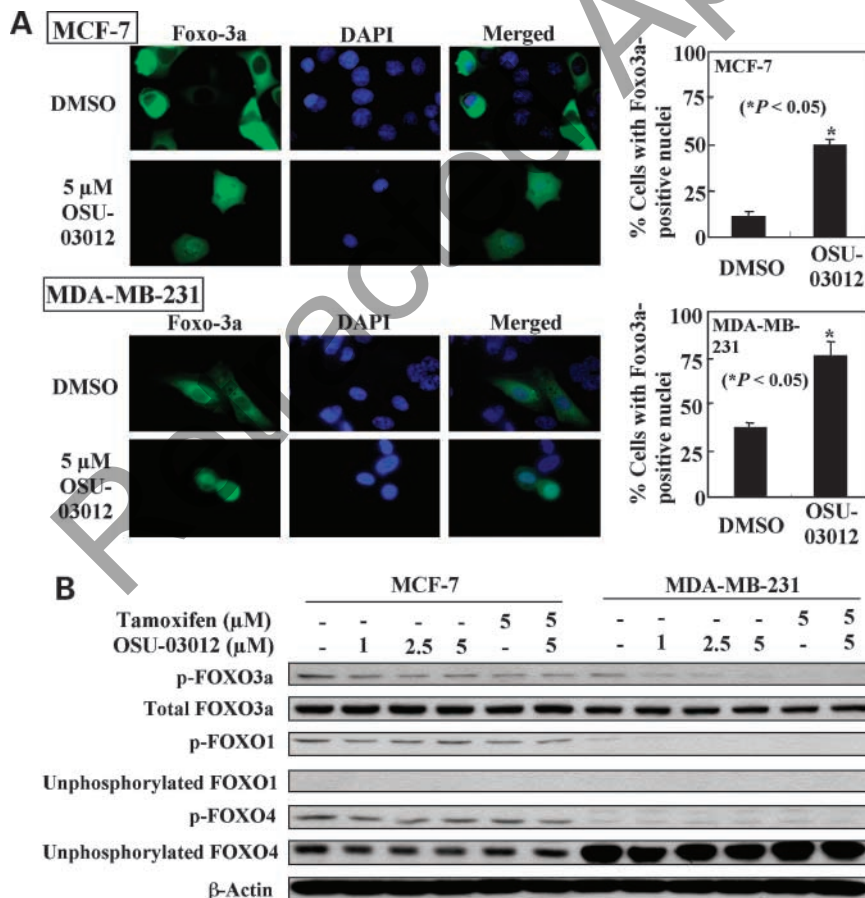 A
MCF-7
Foxo-3a DAPI Merged
DMSO
5 μM
OSU-
03012
% Cells with Foxo3a-
positive nuclei
100
75
50
25
0
MCF-7
(*P < 0.05)
*
DMSO OSU-
03012
MDA-MB-231
Foxo-3a DAPI Merged
DMSO
5 μM
OSU-
03012
% Cells with Foxo3a-
positive nuclei
100
75
50
25
0
MDA-MB-
231
*
(*P < 0.05)
DMSO OSU-
03012
B
MCF-7 MDA-MB-231
Tamoxifen (μM) - - - - 5 5 - - - - 5 5
OSU-03012 (μM) - 1 2.5 5 - 5 - 1 2.5 5 - 5
p-FOXO3a
Total FOXO3a
p-FOXO1
Unphosphorylated FOXO1
p-FOXO4
Unphosphorylated FOXO4
β-Actin